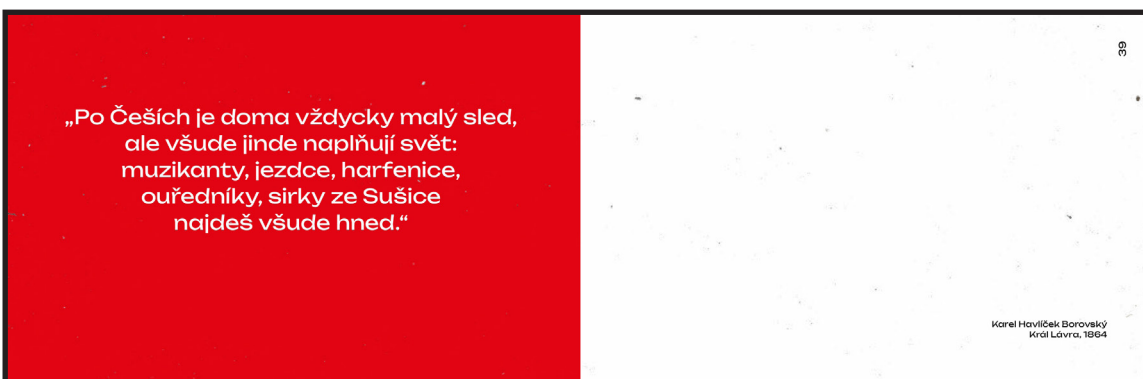 „Po Češích je doma vždycky malý sled,
ale všude jinde naplňují svět:
muzikanty, jezdce, harfenice,
ouředníky, sirky ze Sušice
najdeš všude hned.“
39
Karel Havlíček Borovský
Král Lávra, 1864